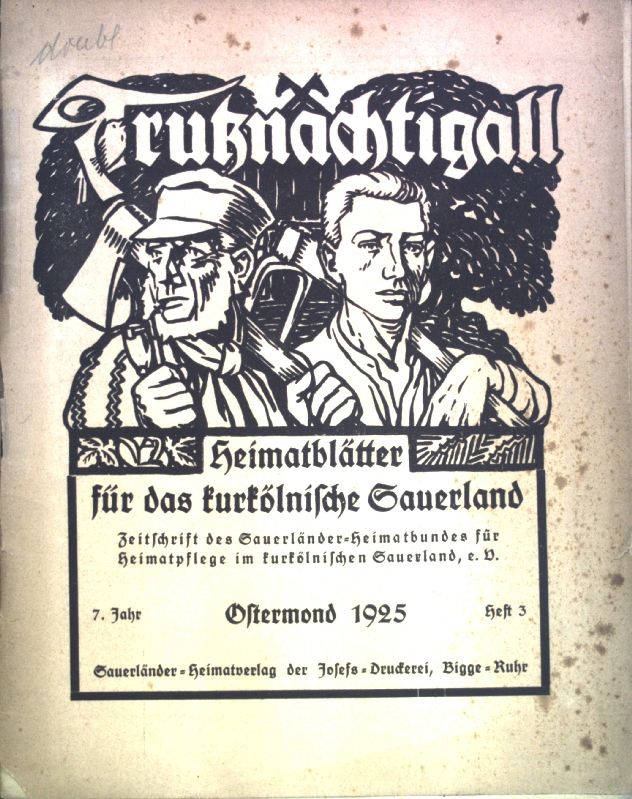 doubl
Trutznachtigall
Heimatblätter
für das kurkölnische Sauerland
Zeitschrift des Sauerländer-Heimatbundes für
Heimatpflege im kurkölnischen Sauerland, e. V.
7. Jahr Ostermond 1925 Heft 3
Sauerländer-Heimatverlag der Josefs-Druckerei, Bigge-Ruhr